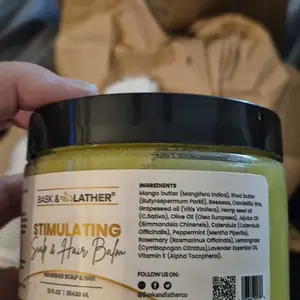 BASK & LATHER®
STIMULATING
Scalp & Hair Balm
NOURISHES SCALP & HAIR
12 fl oz | 354.88 ML
INGREDIENTS
Mango butter (Mangifera indica), Shea butter
(Butyrospermum Parkii), Beeswax, Candelilla Wax,
Grapeseed oil (Vitis Vinifera), Hemp seed oil
(C.Sativa), Olive Oil (Olea Europaea), Jojoba Oil
(Simmondsia Chinensis), Calendula (Calendula
Officinalis), Peppermint (Mentha Piperita),
Rosemary (Rosmarinus Officinalis), Lemongrass
(Cymbopogan Citratus), Lavender Essential Oil,
Vitamin E (Alpha Tocopherol).
FOLLOW US:
@Baskandlatherco